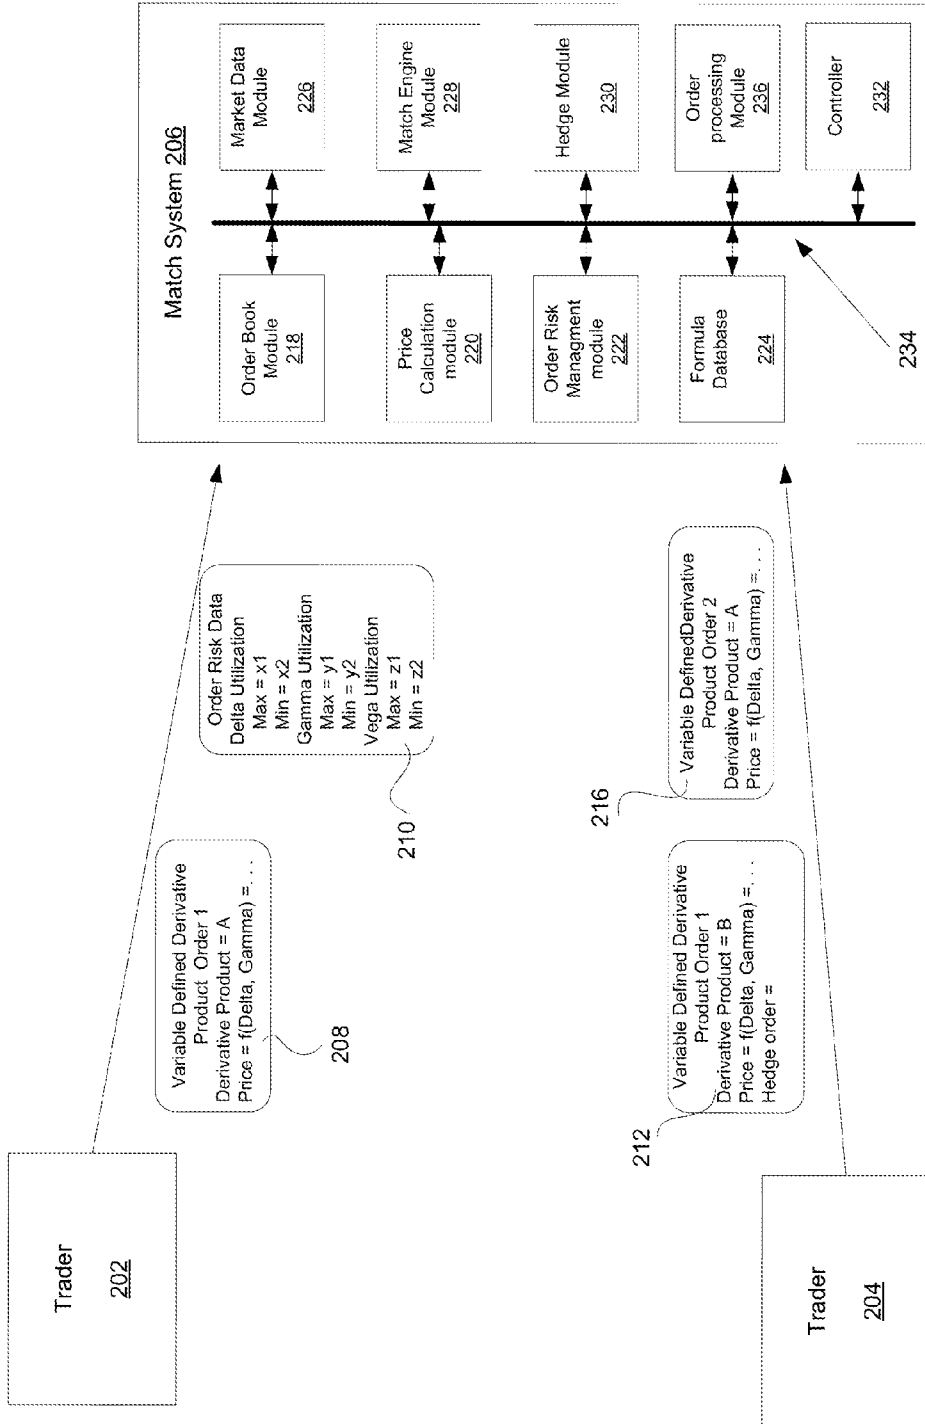 Trader
202
Trader
204
Variable Defined Derivative
Product Order 1
Derivative Product = A
Price = f(Delta, Gamma) =. . .
208
Order Risk Data
Delta Utilization
Max = x1
Min = x2
Gamma Utilization
Max = y1
Min = y2
Vega Utilization
Max = z1
Min = z2
210
Variable Defined Derivative
Product Order 1
Derivative Product = B
Price = f(Delta, Gamma) =. . .
Hedge order =
212
Variable DefinedDerivative
Product Order 2
Derivative Product = A
Price = f(Delta, Gamma) =. . .
216
Match System 206
Order Book
Module
218
Price
Calculation
module
220
Order Risk
Managment
module
222
Formula
Database
224
Market Data
Module
226
Match Engine
Module
228
Hedge Module
230
Order
processing
Module
236
Controller
232
234